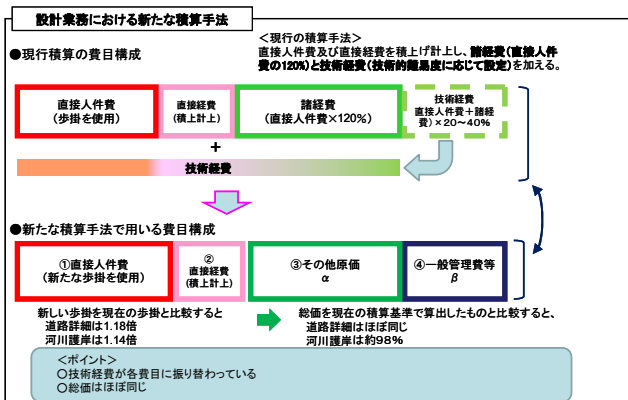 設計業務における新たな積算手法
●現行積算の費目構成
＜現行の積算手法＞
直接人件費及び直接経費を積上げ計上し、諸経費(直接人件
費の120%)と技術経費(技術的難易度に応じて設定)を加える。
直接人件費
(歩掛を使用)
直接経費
(積上計上)
諸経費
(直接人件費×120%)
技術経費
直接人件費＋諸経
費)×20～40%
+
技術経費
●新たな積算手法で用いる費目構成
①直接人件費
(新たな歩掛を使用)
②
直接経費
(積上計上)
③その他原価
α
④一般管理費等
β
新しい歩掛を現在の歩掛と比較すると
道路詳細は1.18倍
河川護岸は1.14倍
総価を現在の積算基準で算出したものと比較すると、
道路詳細はほぼ同じ
河川護岸は約98%
＜ポイント＞
○技術経費が各費目に振り替わっている
○総価はほぼ同じ